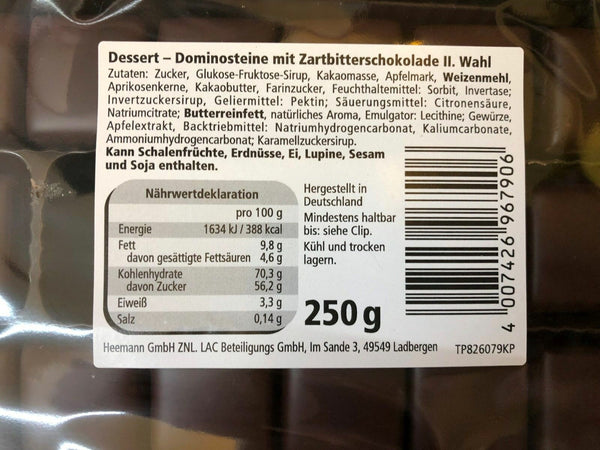 Dessert – Dominosteine mit Zartbitterschokolade II. Wahl
Zutaten: Zucker, Glukose-Fruktose-Sirup, Kakaomasse, Apfelmark, Weizenmehl,
Aprikosenkerne, Kakaobutter, Farinzucker, Feuchthaltemittel: Sorbit, Invertase;
Invertzuckersirup, Geliermittel: Pektin; Säuerungsmittel: Citronensäure,
Natriumcitrate; Butterreinfett, natürliches Aroma, Emulgator: Lecithine; Gewürze,
Apfelextrakt, Backtriebmittel: Natriumhydrogencarbonat, Kaliumcarbonate,
Ammoniumhydrogencarbonat; Karamellzuckersirup.
Kann Schalenfrüchte, Erdnüsse, Ei, Lupine, Sesam
und Soja enthalten.
Nährwertdeklaration
pro 100 g
Energie 1634 kJ / 388 kcal
Fett 9,8 g
davon gesättigte Fettsäuren 4,6 g
Kohlenhydrate 70,3 g
davon Zucker 56,2 g
Eiweiß 3,3 g
Salz 0,14 g
Hergestellt in
Deutschland
Mindestens haltbar
bis: siehe Clip.
Kühl und trocken
lagern.
250 g
4 007426 967906
Heemann GmbH ZNL. LAC Beteiligungs GmbH, Im Sande 3, 49549 Ladbergen TP826079KP